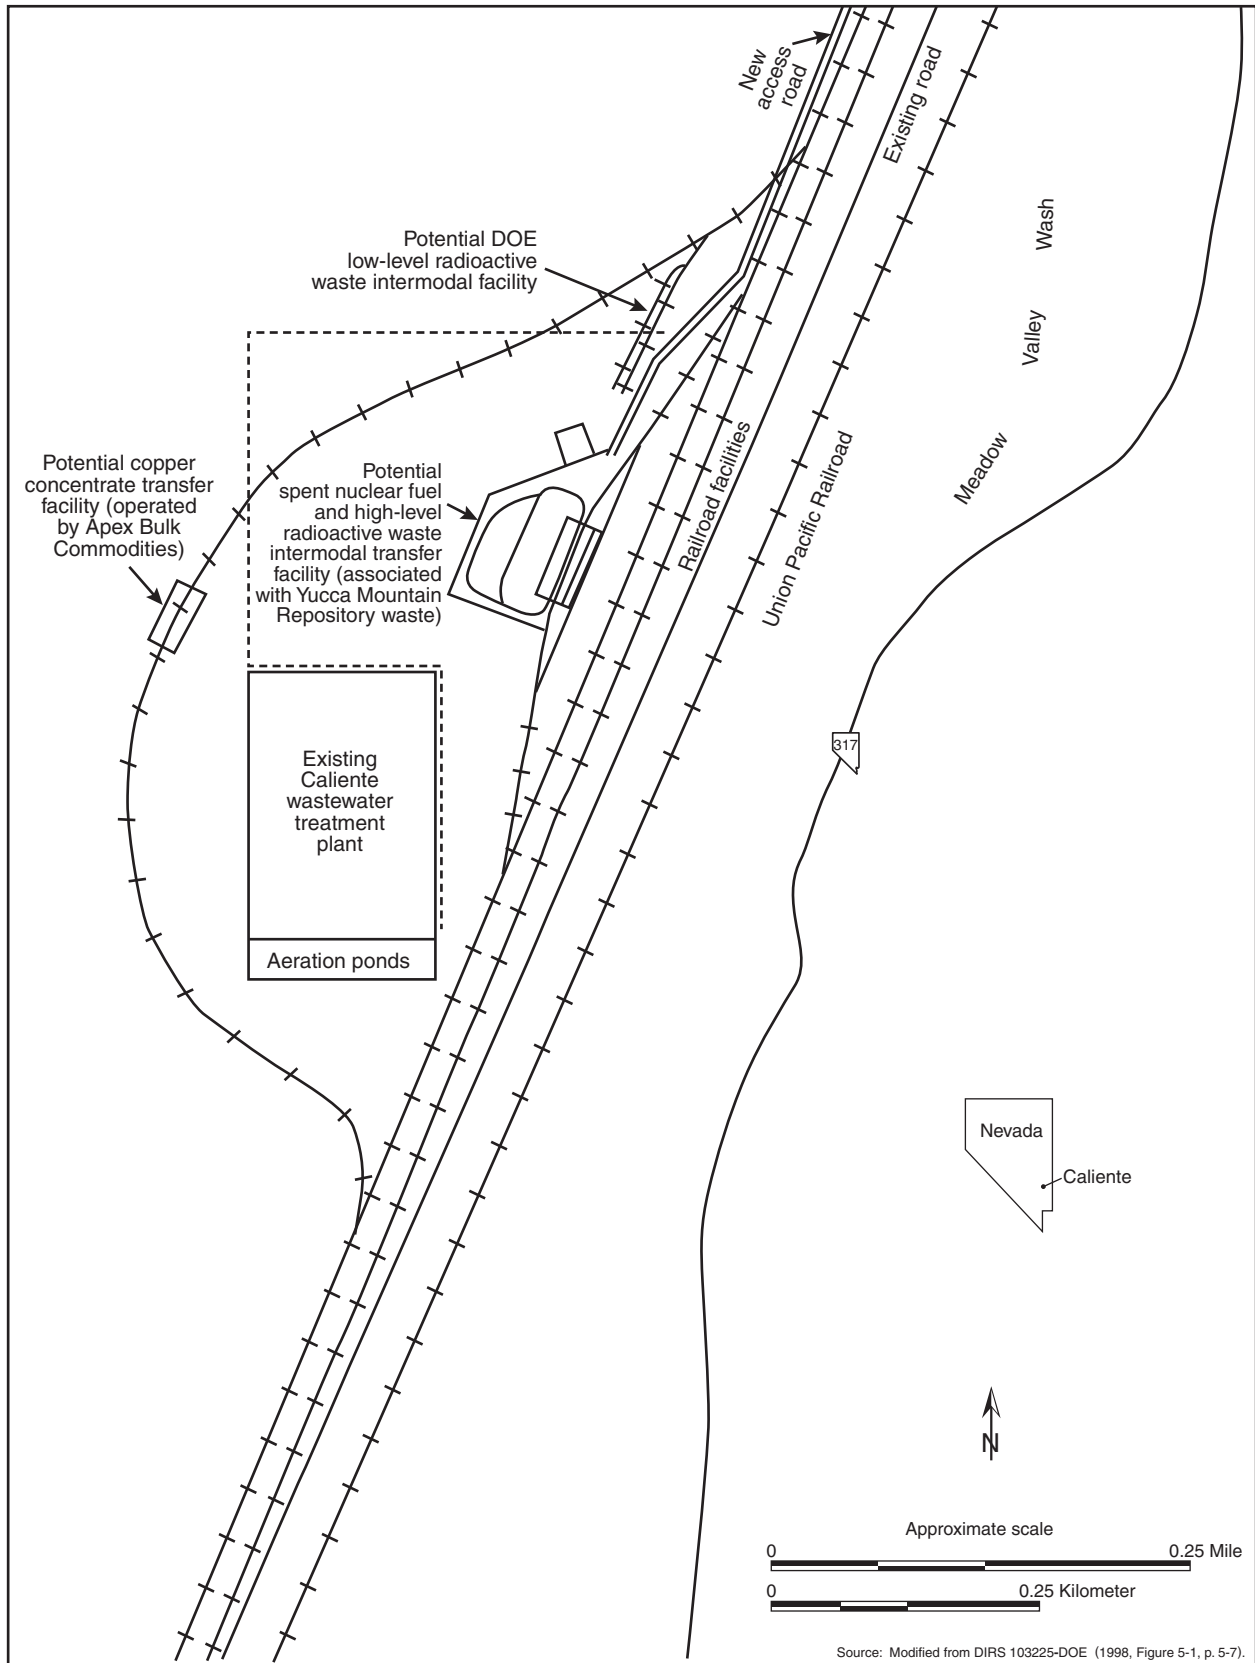 New
access
road
Existing road
Potential DOE
low-level radioactive
waste intermodal facility
Wash
Valley
Meadow
Potential copper
concentrate transfer
facility (operated
by Apex Bulk
Commodities)
Potential
spent nuclear fuel
and high-level
radioactive waste
intermodal transfer
facility (associated
with Yucca Mountain
Repository waste)
Railroad facilities
Union Pacific Railroad
317
Existing
Caliente
wastewater
treatment
plant
Aeration ponds
Nevada
Caliente
N
Approximate scale
0 0.25 Mile
0 0.25 Kilometer
Source: Modified from DIRS 103225-DOE (1998, Figure 5-1, p. 5-7).